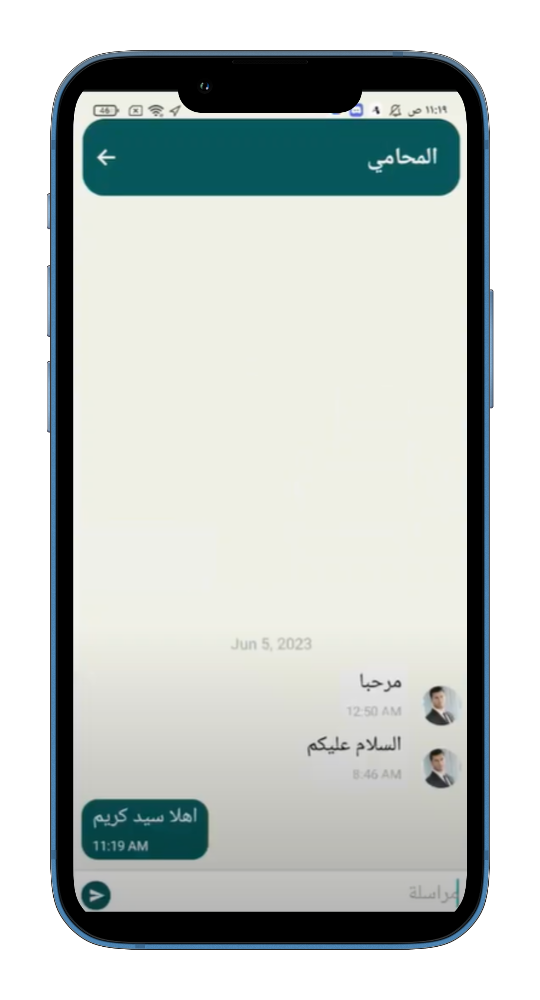 ١١:١٩ ص
46
المحامي
Jun 5, 2023
مرحبا
12:50 AM
السلام عليكم
8:46 AM
اهلا سيد كريم
11:19 AM
مراسلة